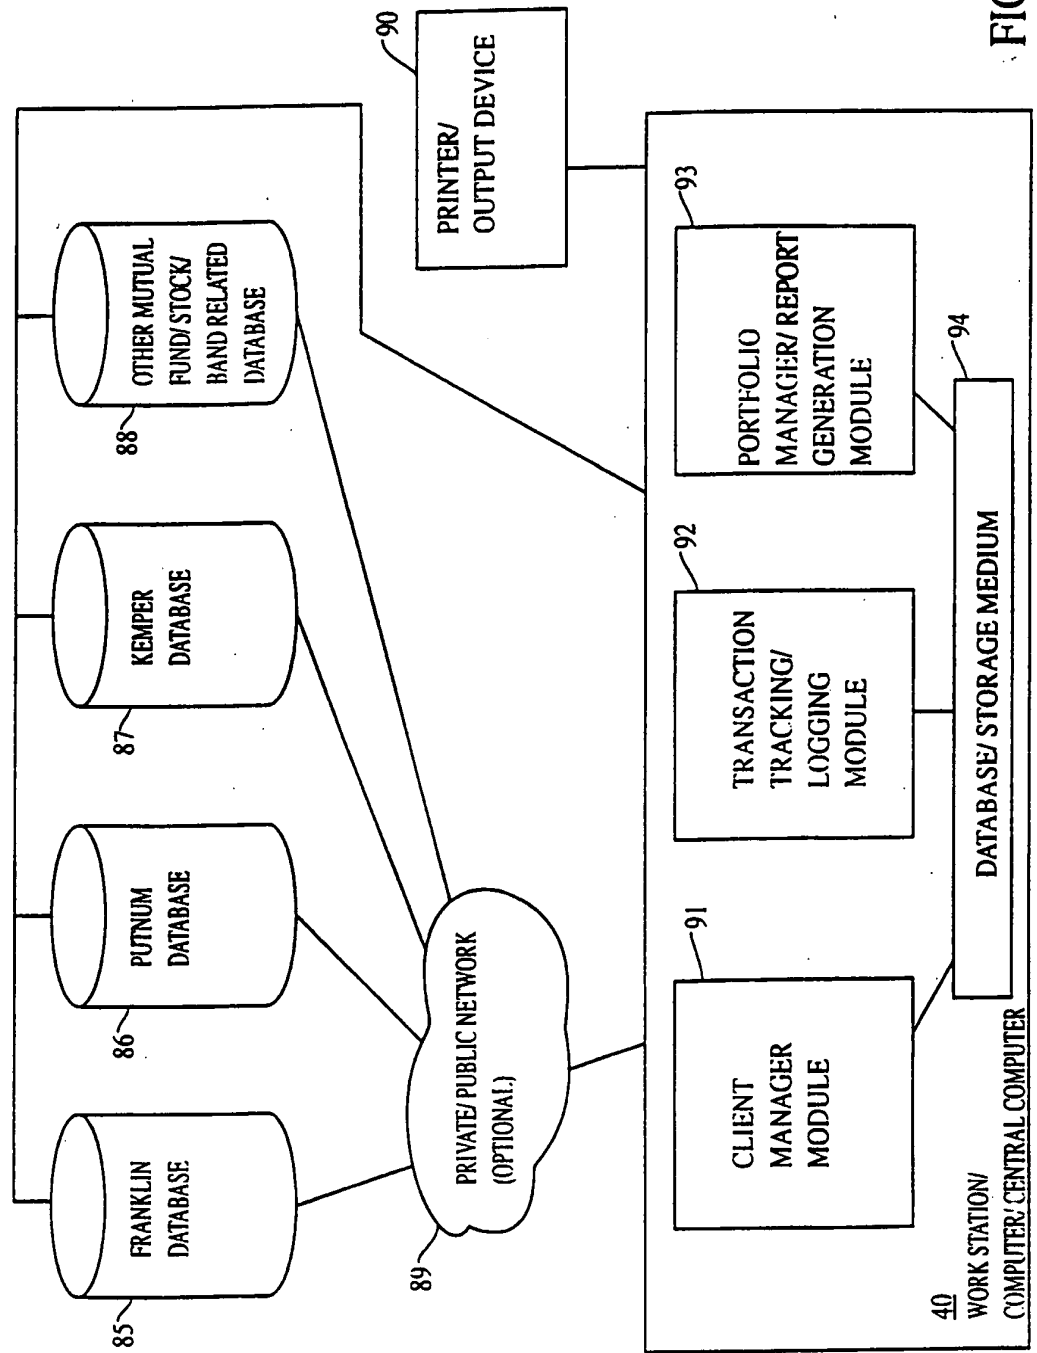 FIG
85
FRANKLIN
DATABASE
86
PUTNUM
DATABASE
87
KEMPER
DATABASE
88
OTHER MUTUAL
FUND/ STOCK/
BAND RELATED
DATABASE
89
PRIVATE/ PUBLIC NETWORK
(OPTIONAL)
90
PRINTER/
OUTPUT DEVICE
91
CLIENT
MANAGER
MODULE
92
TRANSACTION
TRACKING/
LOGGING
MODULE
93
PORTFOLIO
MANAGER/ REPORT
GENERATION
MODULE
94
DATABASE/ STORAGE MEDIUM
40
WORK STATION/
COMPUTER/ CENTRAL COMPUTER